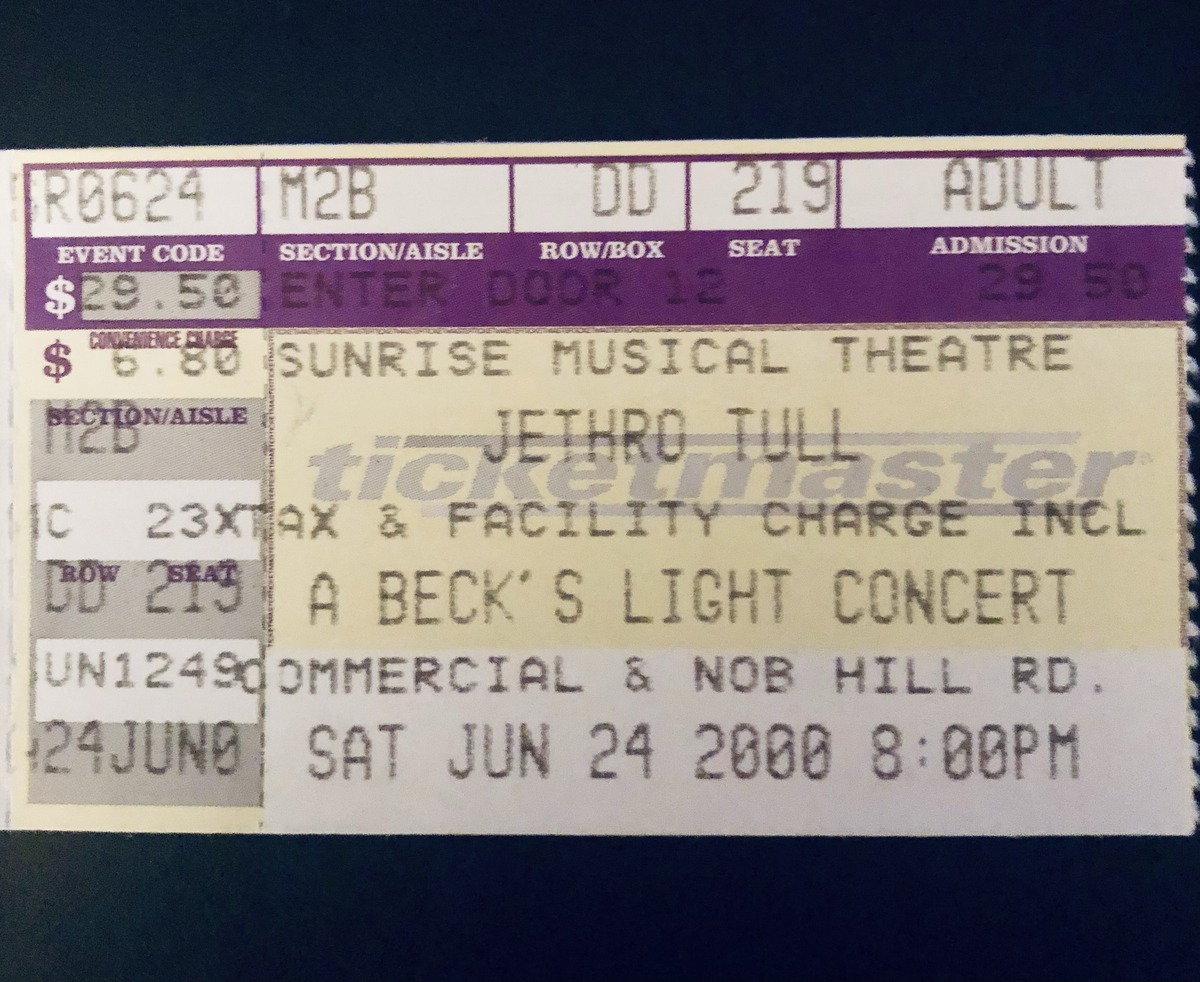 R0624 M2B DD 219 ADULT
EVENT CODE SECTION/AISLE ROW/BOX SEAT ADMISSION
$29.50 ENTER DOOR 12 29 50
CONVENIENCE CHARGE
$ 6.80 SUNRISE MUSICAL THEATRE
SECTION/AISLE
M2B JETHRO TULL
ticketmaster
C 23X TAX & FACILITY CHARGE INCL
ROW SEAT
DD 219 A BECK'S LIGHT CONCERT
UN1249 COMMERCIAL & NOB HILL RD.
24JUN0 SAT JUN 24 2000 8:00PM